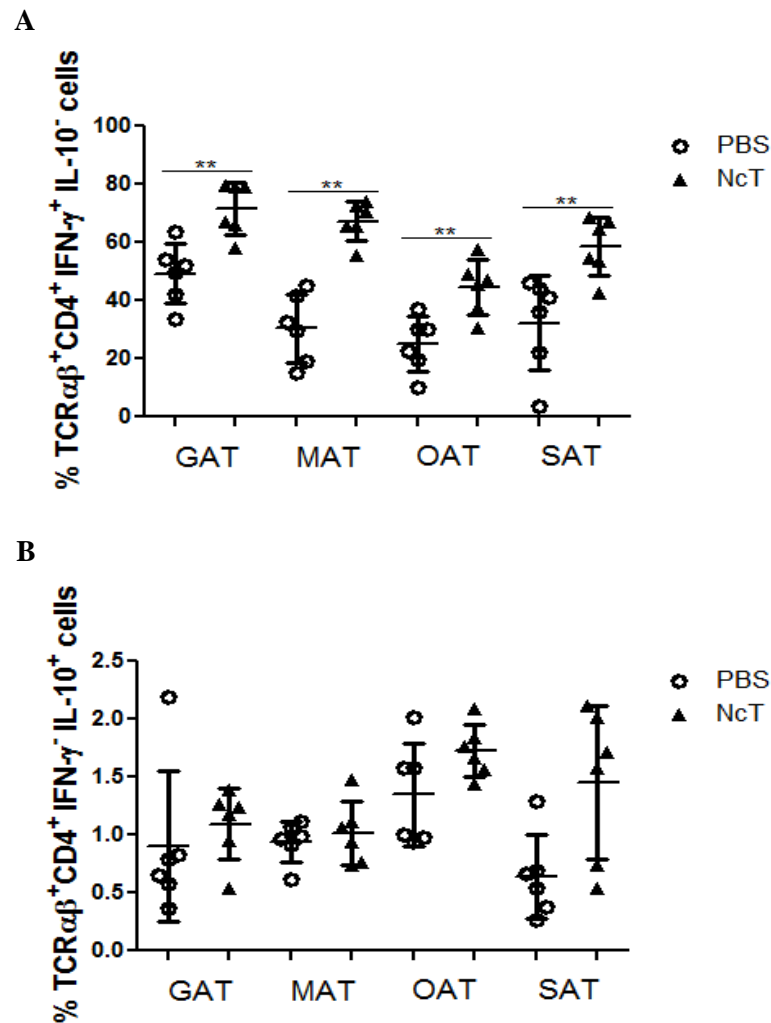 A
% TCRαβ⁺CD4⁺ IFN-γ⁺ IL-10⁻ cells
100
80
60
40
20
0
**
**
**
**
GAT
MAT
OAT
SAT
PBS
NcT
B
% TCRαβ⁺CD4⁺ IFN-γ⁻ IL-10⁺ cells
2.5
2.0
1.5
1.0
0.5
0.0
GAT
MAT
OAT
SAT
PBS
NcT